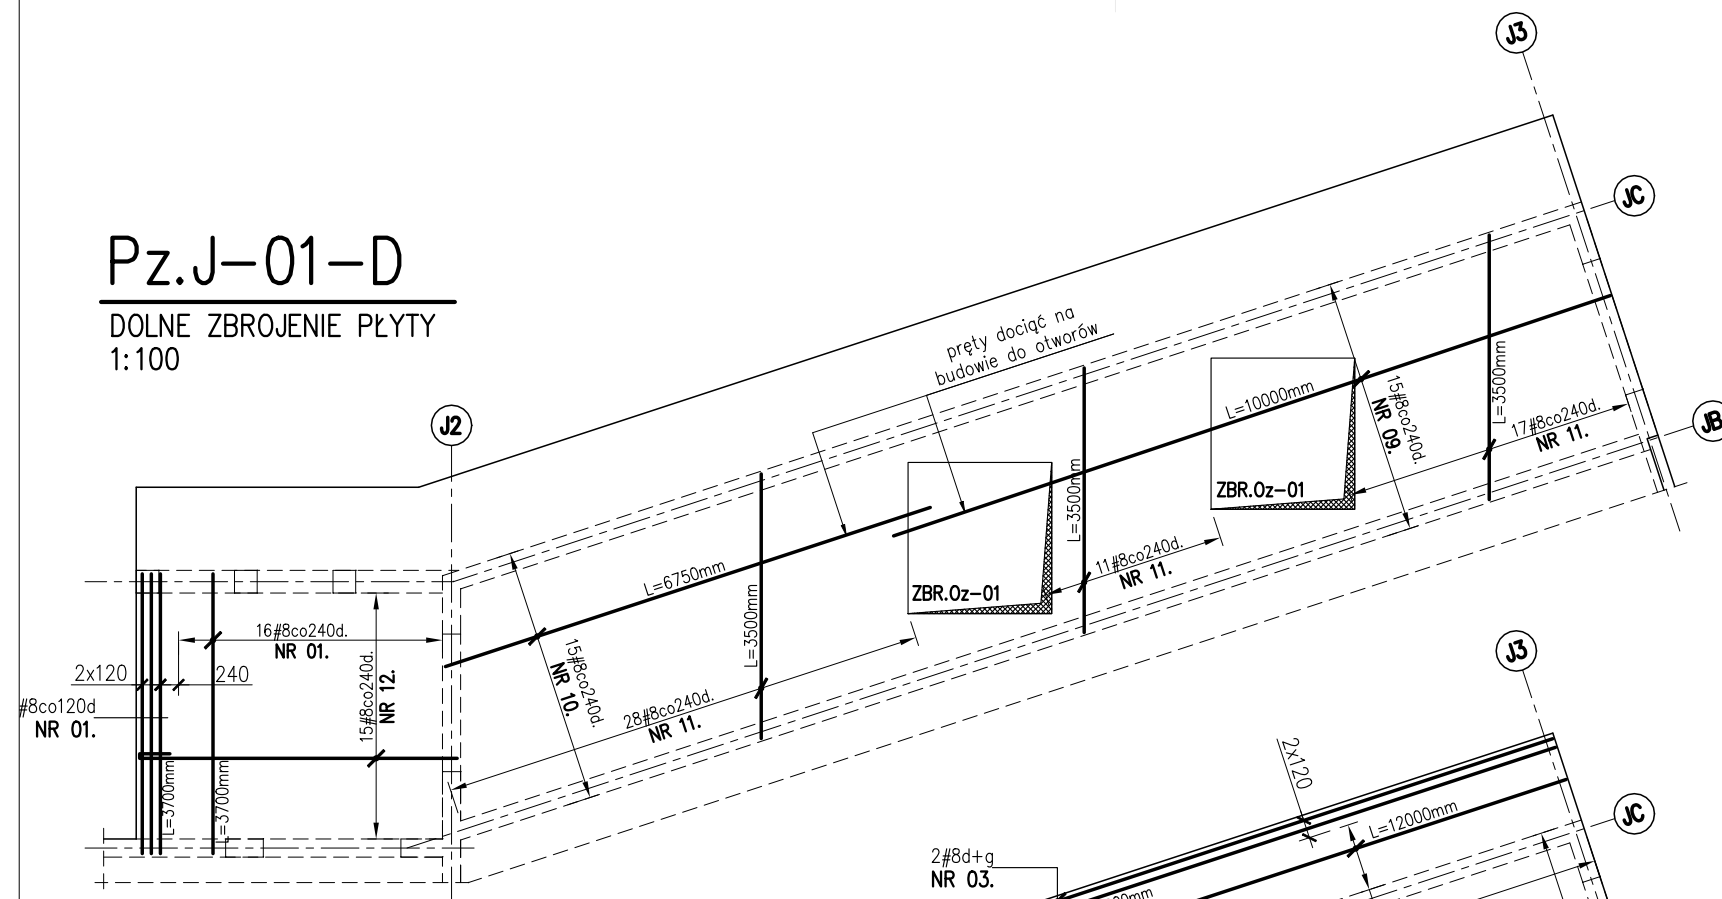 J3
JC
Pz.J-01-D
DOLNE ZBROJENIE PŁYTY
1:100
pręty dociąć na
budowie do otworów
J2
JB
L=10000mm
15#8co240d.
NR 09.
L=3500mm
17#8co240d.
NR 11.
ZBR.Oz-01
L=3500mm
11#8co240d.
NR 11.
ZBR.Oz-01
L=6750mm
L=3500mm
15#8co240d.
NR 10.
28#8co240d.
NR 11.
16#8co240d.
NR 01.
2x120
240
#8co120d
NR 01.
15#8co240d.
NR 12.
L=3700mm
L=3700mm
J3
2x120
L=12000mm
JC
2#8d+g
NR 03.